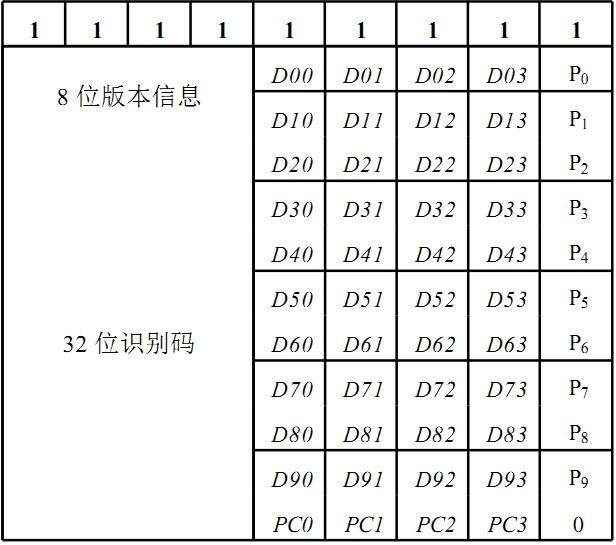 1 1 1 1 1 1 1 1 1
8 位版本信息 D00 D01 D02 D03 P₀
D10 D11 D12 D13 P₁
D20 D21 D22 D23 P₂
D30 D31 D32 D33 P₃
D40 D41 D42 D43 P₄
D50 D51 D52 D53 P₅
32 位识别码 D60 D61 D62 D63 P₆
D70 D71 D72 D73 P₇
D80 D81 D82 D83 P₈
D90 D91 D92 D93 P₉
PC0 PC1 PC2 PC3 0